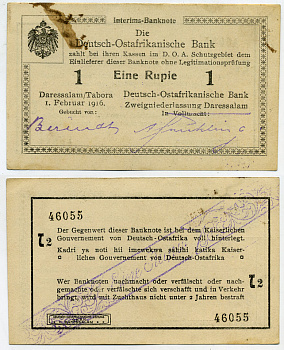 Interims-Banknote
Die
Deutsch-Ostafrikanische Bank
zahlt bei ihren Kassen im D. O. A. Schutzgebiet dem
Einlieferer dieser Banknote ohne Legitimationsprüfung
1 Eine Rupie 1
Daressalam/Tabora
1. Februar 1916.
Deutsch-Ostafrikanische Bank
Zweigniederlassung Daressalam
Gebucht von:
In Vollmacht:
46055
Der Gegenwert dieser Banknote ist bei dem Kaiserlichen
Gouvernement von Deutsch-Ostafrika voll hinterlegt.
Kadri ya noti hii imewekwa sahihi katika Kaiser-
liches Gouvernement von Deutsch-Ostafrika
Wer Banknoten nachmacht oder verfälscht oder nach-
gemachte oder verfälschte sich verschafft und in Verkehr
bringt, wird mit Zuchthaus nicht unter 2 Jahren bestraft
46055